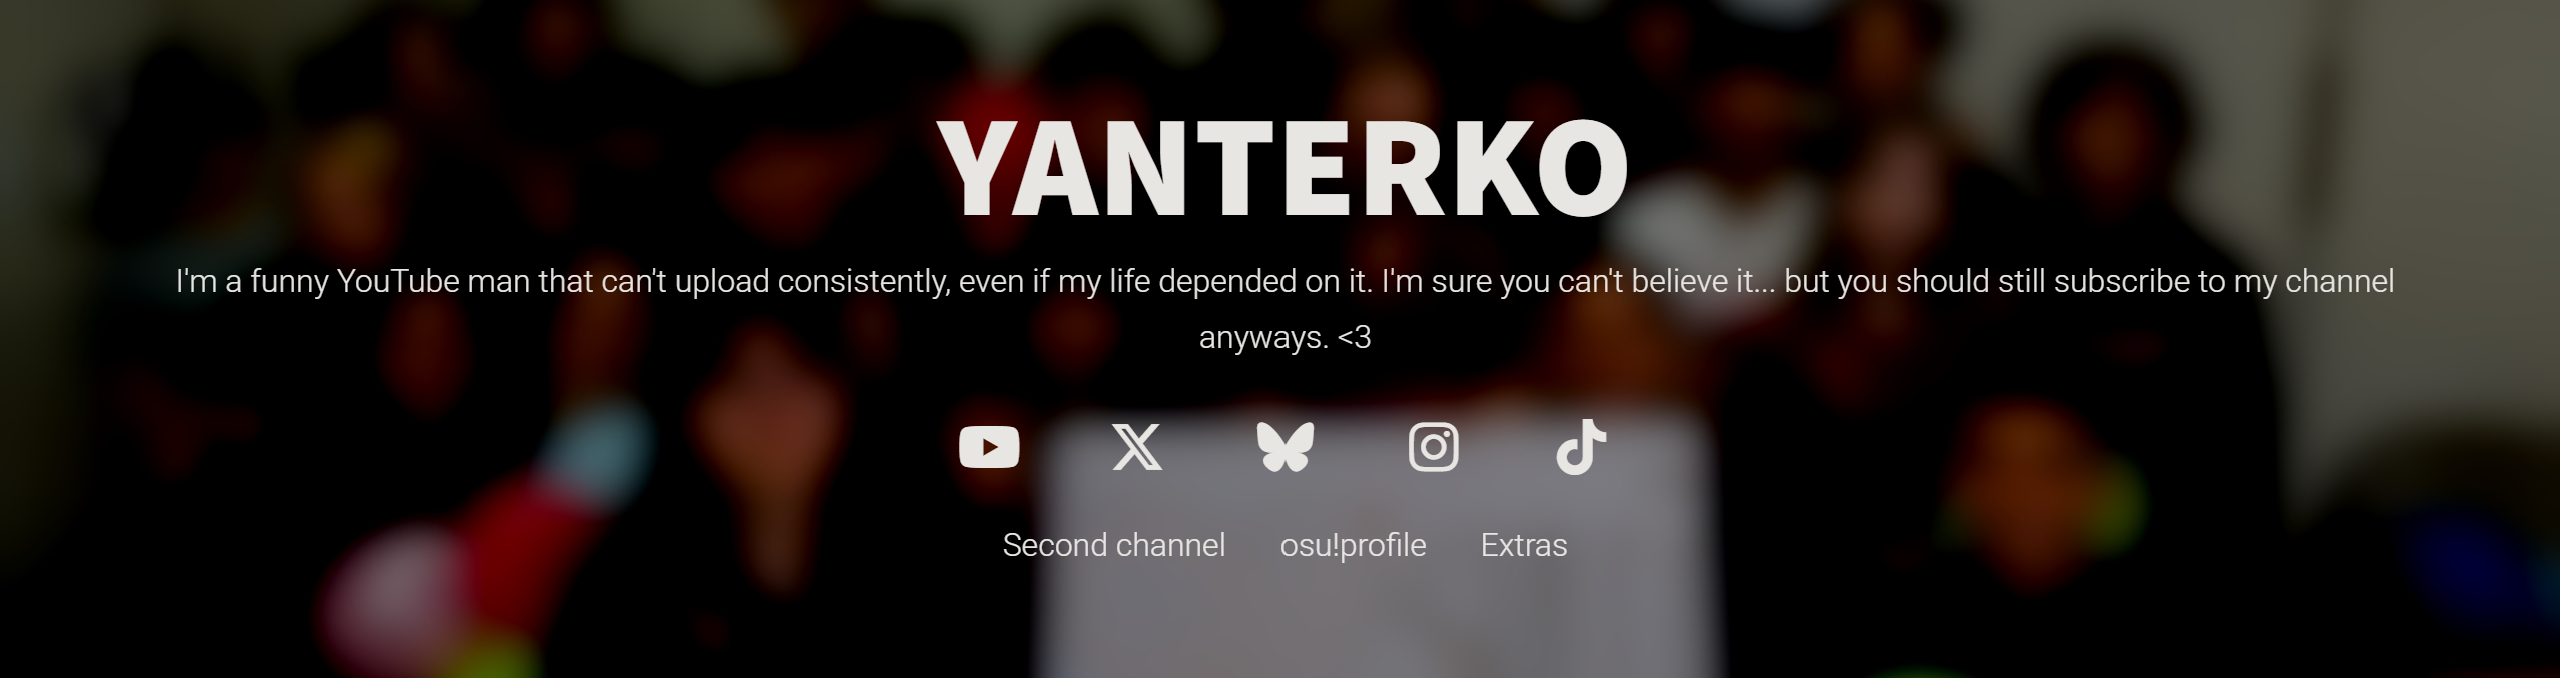 YANTERKO
I'm a funny YouTube man that can't upload consistently, even if my life depended on it. I'm sure you can't believe it... but you should still subscribe to my channel
anyways. <3
Second channel osu!profile Extras